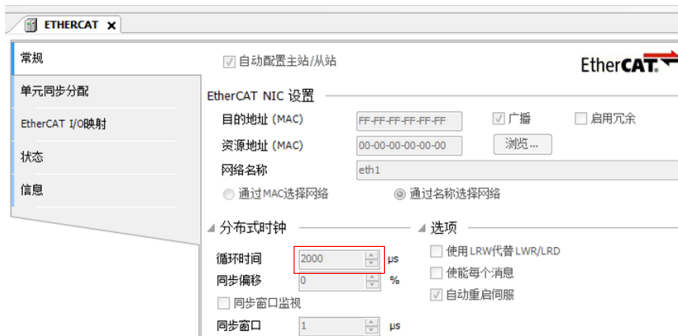 ETHERCAT
常规
自动配置主站/从站
EtherCAT
单元同步分配
EtherCAT NIC 设置
EtherCAT I/O映射
目的地址 (MAC) FF-FF-FF-FF-FF-FF 广播 启用冗余
资源地址 (MAC) 00-00-00-00-00-00 浏览...
状态
网络名称 eth1
信息
通过MAC选择网络 通过名称选择网络
分布式时钟 选项
循环时间 2000 μs 使用LRW代替LWR/LRD
同步偏移 0 % 使能每个消息
同步窗口监视 自动重启伺服
同步窗口 1 μs